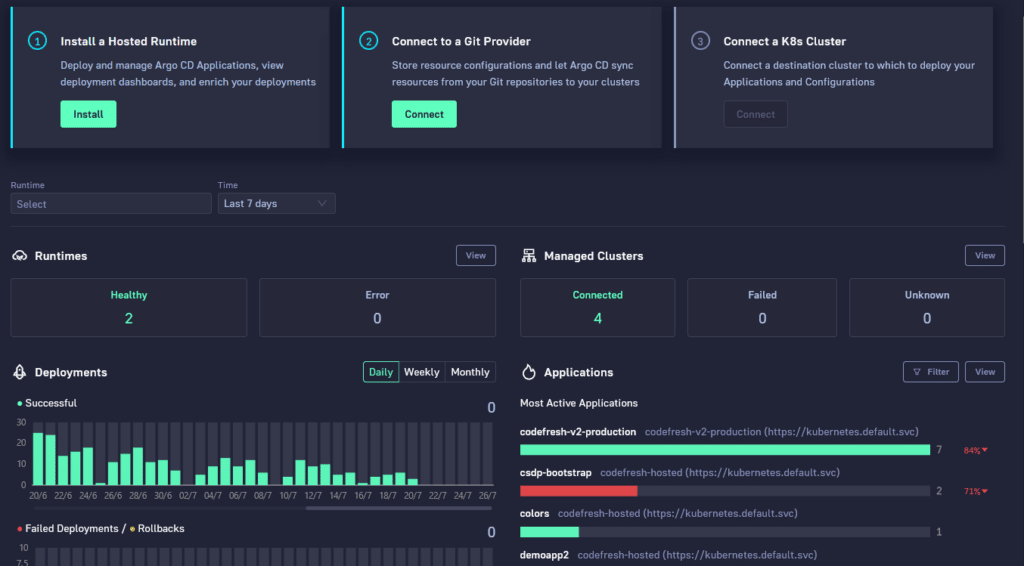 1 Install a Hosted Runtime
Deploy and manage Argo CD Applications, view
deployment dashboards, and enrich your deployments
Install
2 Connect to a Git Provider
Store resource configurations and let Argo CD sync
resources from your Git repositories to your clusters
Connect
3 Connect a K8s Cluster
Connect a destination cluster to which to deploy your
Applications and Configurations
Connect
Runtime
Select
Time
Last 7 days
Runtimes View
Healthy
2
Error
0
Managed Clusters View
Connected
4
Failed
0
Unknown
0
Deployments Daily Weekly Monthly
Successful 0
30
20
10
0
20/6 22/6 24/6 26/6 28/6 30/6 02/7 04/7 06/7 08/7 10/7 12/7 14/7 16/7 18/7 20/7 22/7 24/7 26/7
Failed Deployments / Rollbacks 0
10
7.5
Applications Filter View
Most Active Applications
codefresh-v2-production codefresh-v2-production (https://kubernetes.default.svc)
7 84%
csdp-bootstrap codefresh-hosted (https://kubernetes.default.svc)
2 71%
colors codefresh-hosted (https://kubernetes.default.svc)
1
demoapp2 codefresh-hosted (https://kubernetes.default.svc)